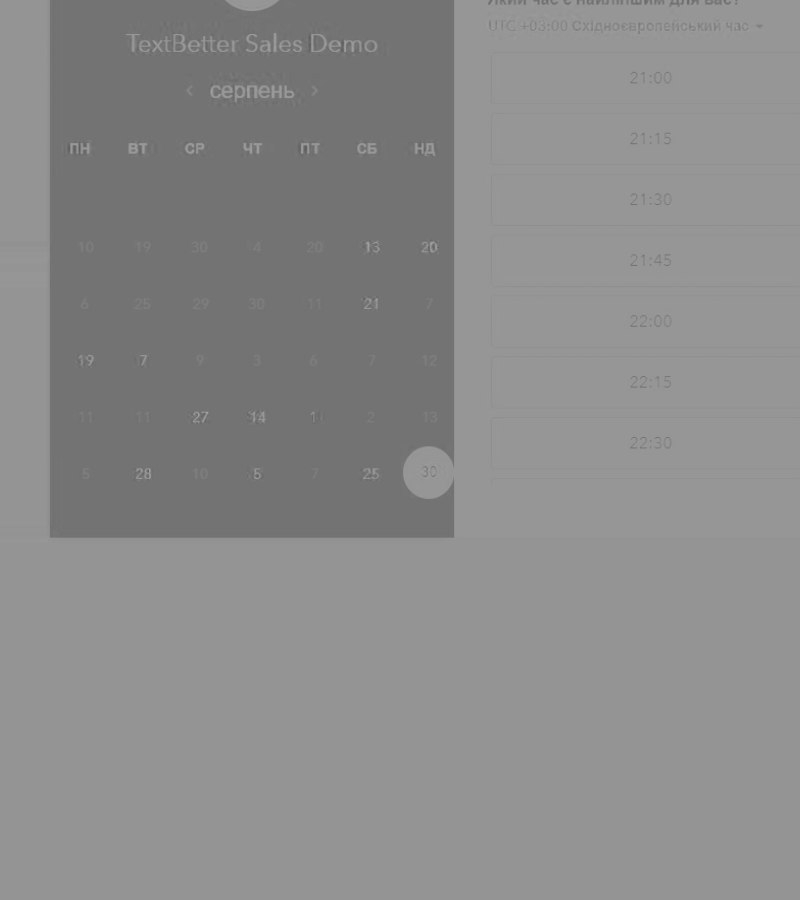 TextBetter Sales Demo
‹ серпень ›
ПН ВТ СР ЧТ ПТ СБ НД
10 19 30 4 20 13 20
6 25 29 30 11 21 7
19 7 9 3 6 7 12
11 11 27 14 1 2 13
5 28 10 5 7 25 30
Який час є найліпшим для вас?
UTC +03:00 Східноєвропейський час
21:00
21:15
21:30
21:45
22:00
22:15
22:30